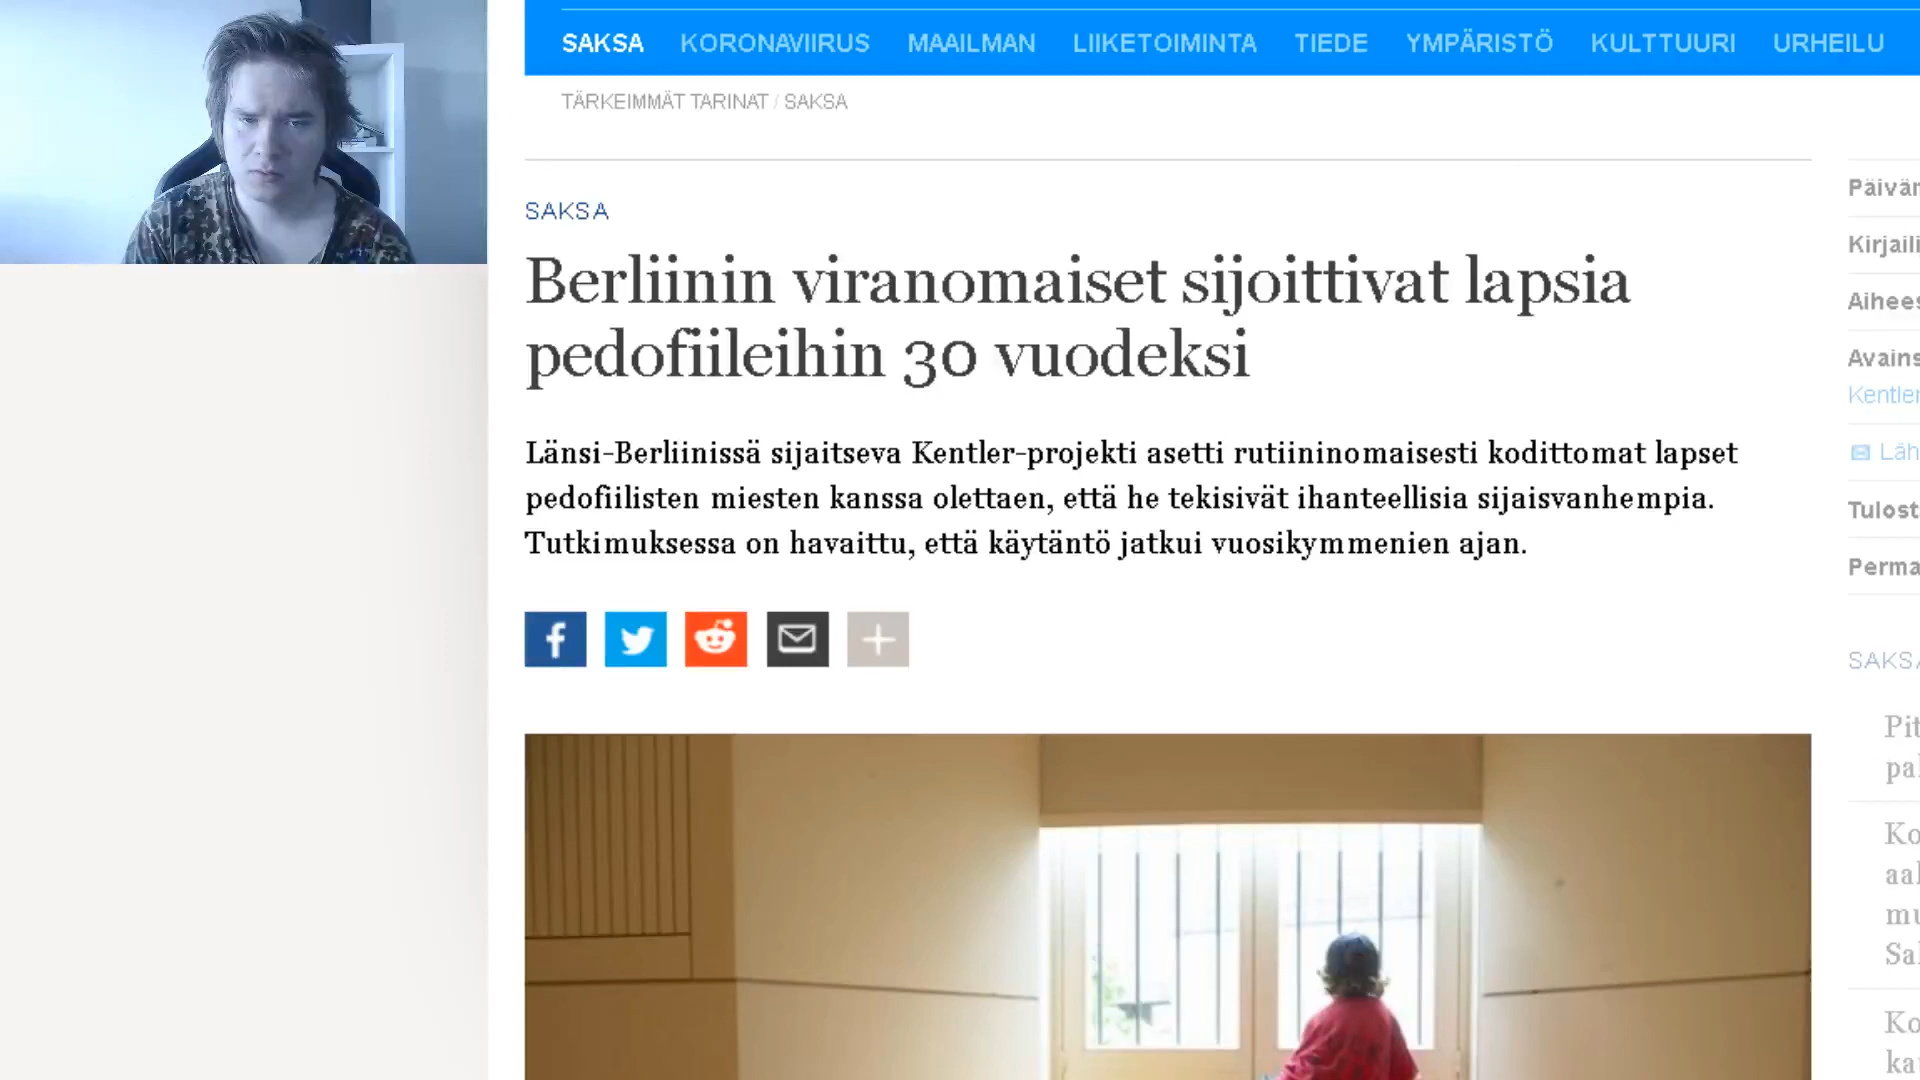 SAKSA KORONAVIIRUS MAAILMAN LIIKETOIMINTA TIEDE YMPÄRISTÖ KULTTUURI URHEILU
TÄRKEIMMÄT TARINAT / SAKSA
SAKSA
Berliinin viranomaiset sijoittivat lapsia
pedofiileihin 30 vuodeksi
Länsi-Berliinissä sijaitseva Kentler-projekti asetti rutiininomaisesti kodittomat lapset
pedofiilisten miesten kanssa olettaen, että he tekisivät ihanteellisia sijaisvanhempia.
Tutkimuksessa on havaittu, että käytäntö jatkui vuosikymmenien ajan.